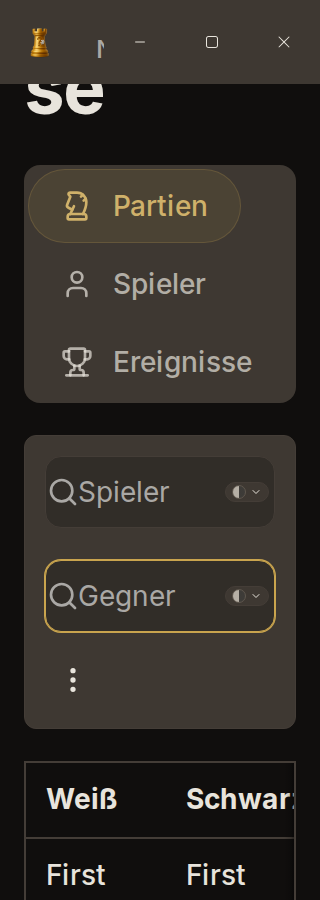 se
Partien
Spieler
Ereignisse
Spieler
Gegner
Weiß Schwarz
First First